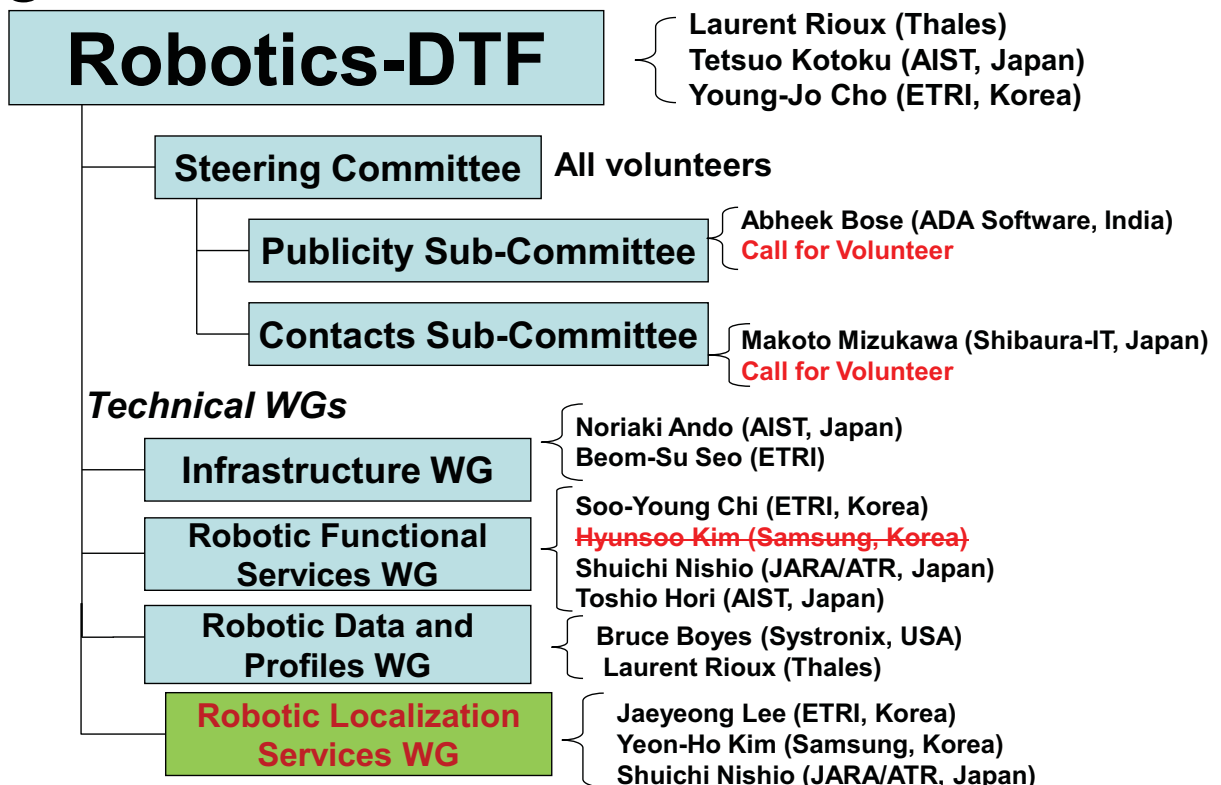 Robotics-DTF
Laurent Rioux (Thales)
Tetsuo Kotoku (AIST, Japan)
Young-Jo Cho (ETRI, Korea)
Steering Committee
All volunteers
Publicity Sub-Committee
Abheek Bose (ADA Software, India)
Call for Volunteer
Contacts Sub-Committee
Makoto Mizukawa (Shibaura-IT, Japan)
Call for Volunteer
Technical WGs
Infrastructure WG
Noriaki Ando (AIST, Japan)
Beom-Su Seo (ETRI)
Robotic Functional
Services WG
Soo-Young Chi (ETRI, Korea)
Hyunsoo Kim (Samsung, Korea)
Shuichi Nishio (JARA/ATR, Japan)
Toshio Hori (AIST, Japan)
Robotic Data and
Profiles WG
Bruce Boyes (Systronix, USA)
Laurent Rioux (Thales)
Robotic Localization
Services WG
Jaeyeong Lee (ETRI, Korea)
Yeon-Ho Kim (Samsung, Korea)
Shuichi Nishio (JARA/ATR, Japan)